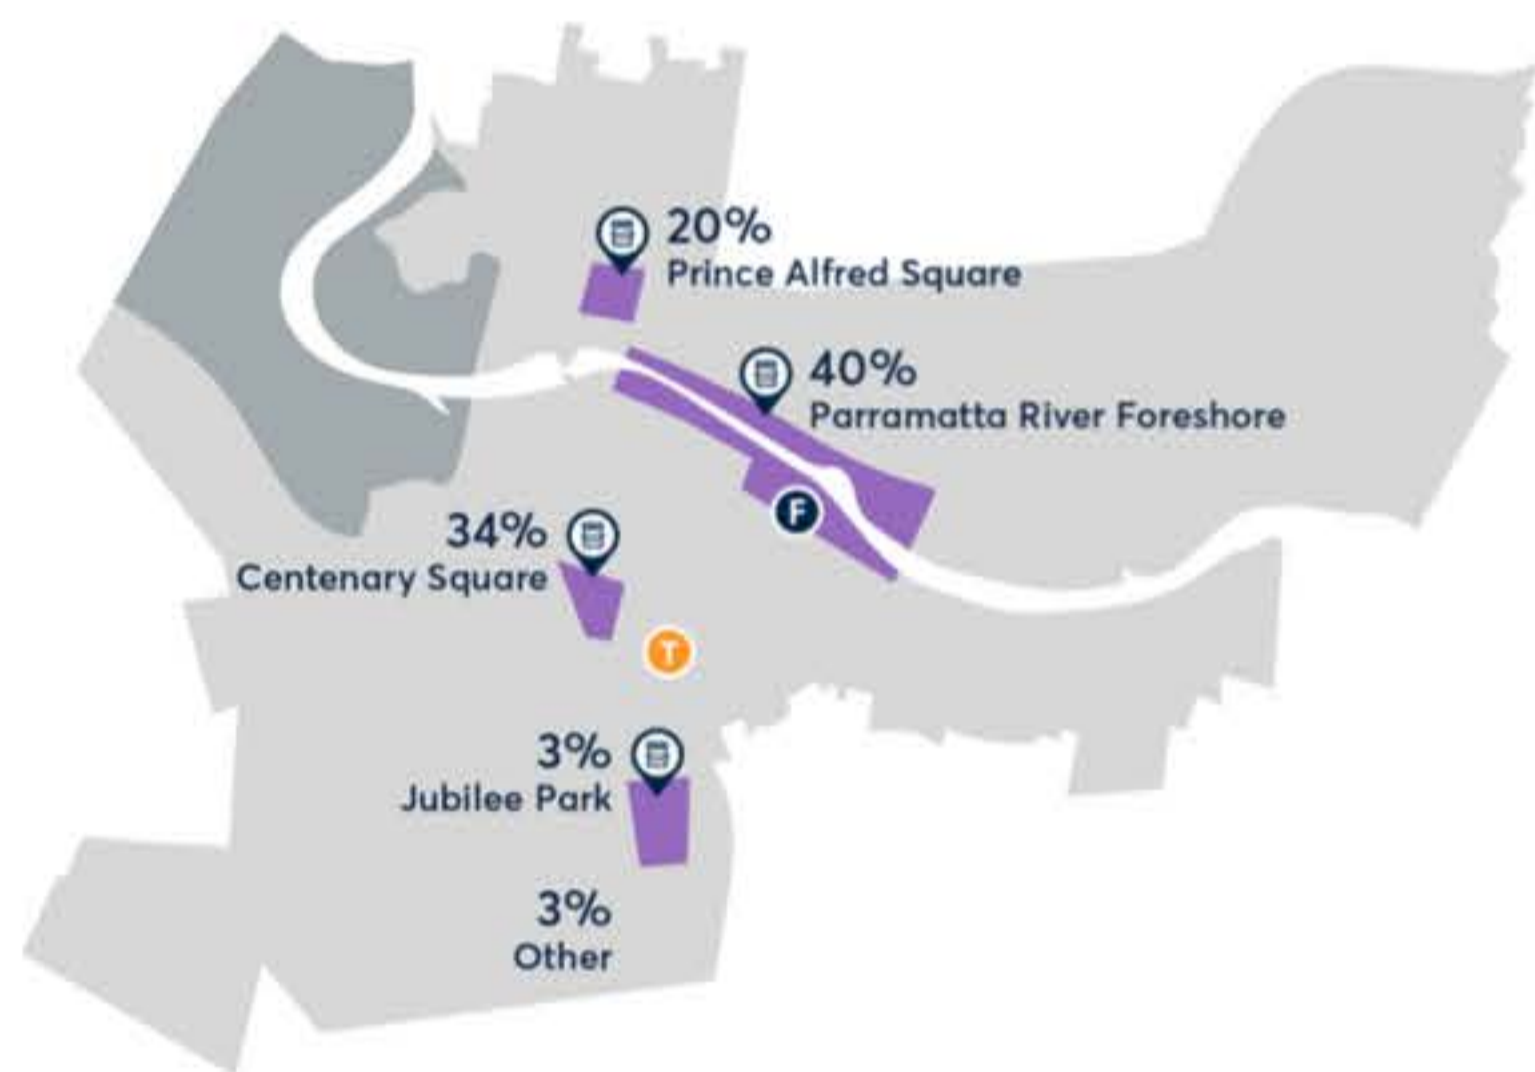 20%
Prince Alfred Square
40%
Parramatta River Foreshore
F
34%
Centenary Square
T
3%
Jubilee Park
3%
Other